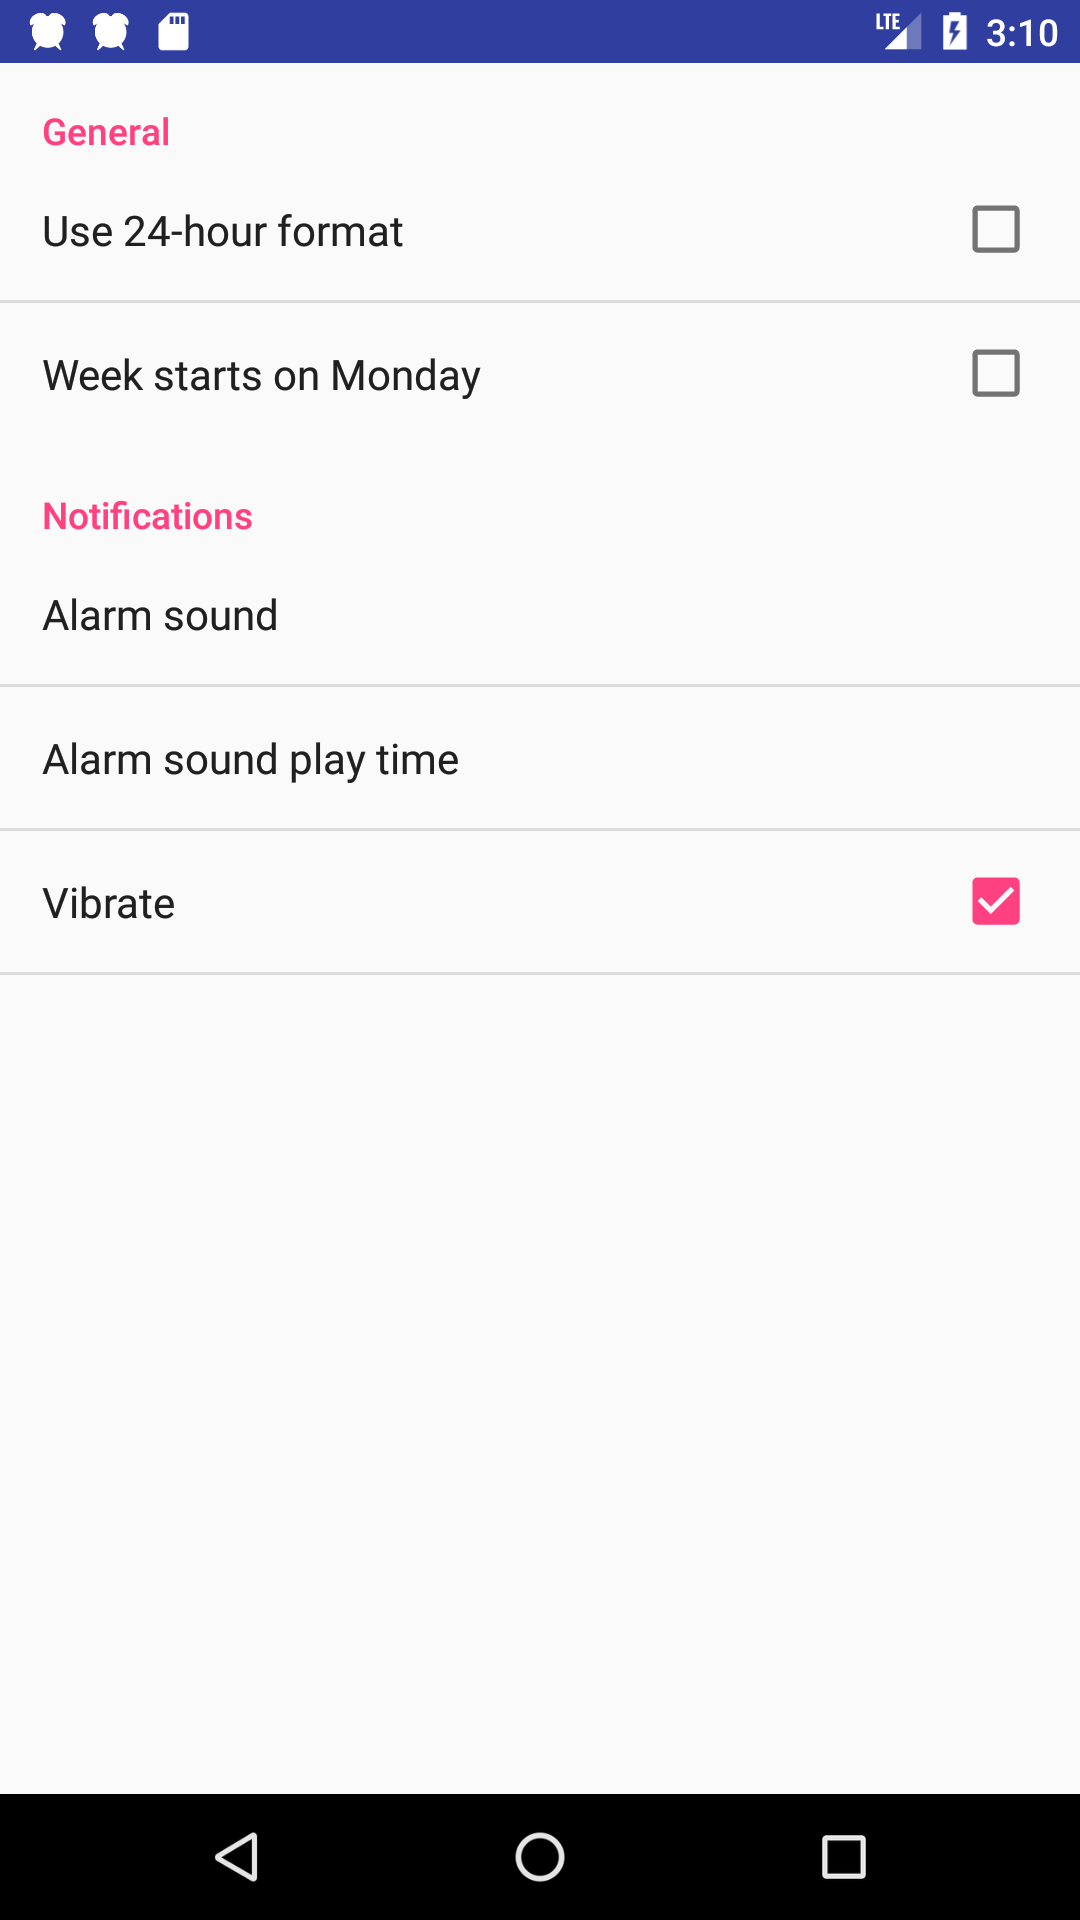 LTE 3:10
General
Use 24-hour format
Week starts on Monday
Notifications
Alarm sound
Alarm sound play time
Vibrate